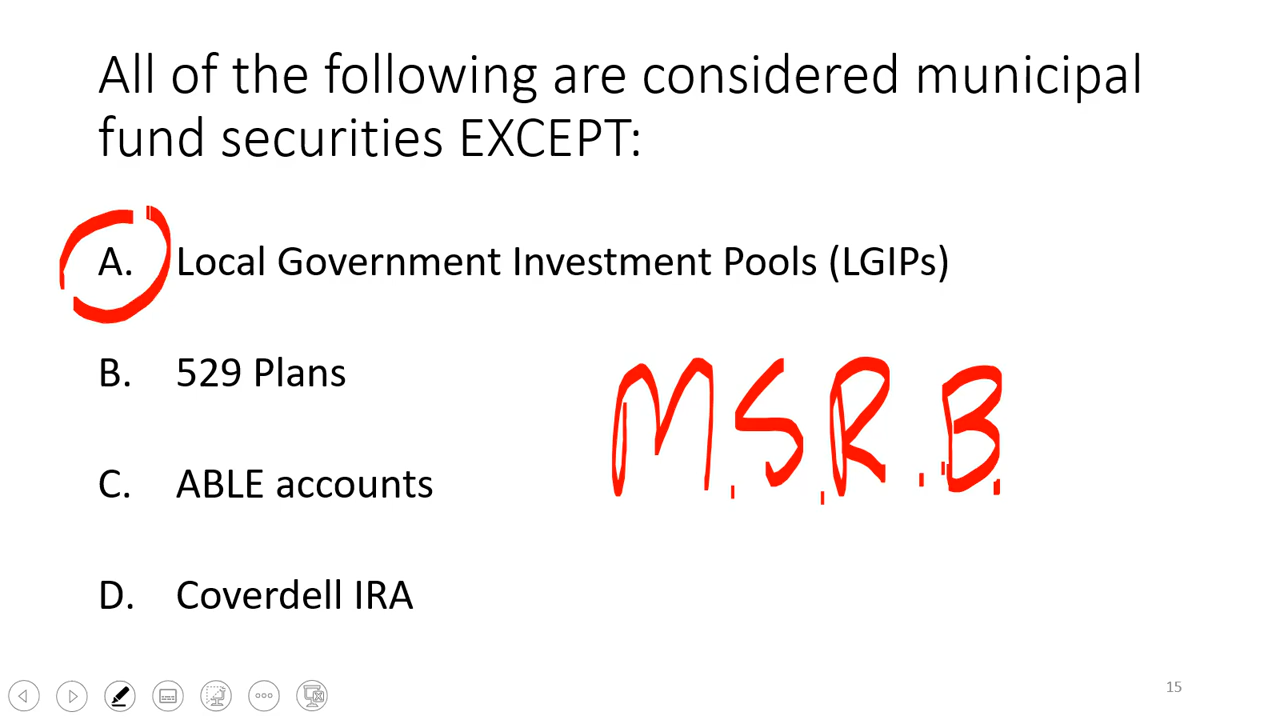 All of the following are considered municipal
fund securities EXCEPT:
A. Local Government Investment Pools (LGIPs)
B. 529 Plans
M.S.R.B.
C. ABLE accounts
D. Coverdell IRA
15